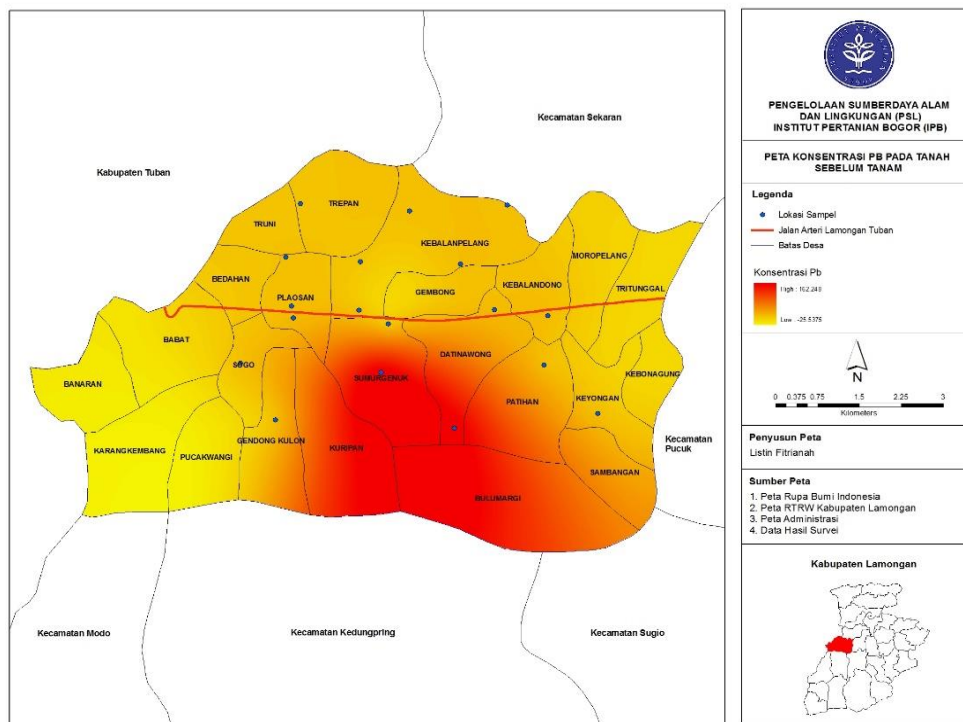 Kecamatan Sekaran
Kabupaten Tuban
TREPAN
TRUNI
KEBALANPELANG
MOROPELANG
BEDAHAN
GEMBONG
KEBALANDONO
TRITUNGGAL
PLAOSAN
BABAT
DATINAWONG
SOGO
SUMURGENUK
BANARAN
KEBONAGUNG
PATIHAN
KEYONGAN
GENDONG KULON
KURIPAN
KARANGKEMBANG
PUCAKWANGI
Kecamatan
Pucuk
SAMBANGAN
BULUMARGI
Kecamatan Modo
Kecamatan Kedungpring
Kecamatan Sugio
PENGELOLAAN SUMBERDAYA ALAM
DAN LINGKUNGAN (PSL)
INSTITUT PERTANIAN BOGOR (IPB)
PETA KONSENTRASI PB PADA TANAH
SEBELUM TANAM
Legenda
Lokasi Sampel
Jalan Arteri Lamongan Tuban
Batas Desa
Konsentrasi Pb
High :
Low : -25.5375
N
0 0.375 0.75 1.5 2.25 3
Kilometers
Penyusun Peta
Listin Fitrianah
Sumber Peta
1. Peta Rupa Bumi Indonesia
2. Peta RTRW Kabupaten Lamongan
3. Peta Administrasi
4. Data Hasil Survei
Kabupaten Lamongan